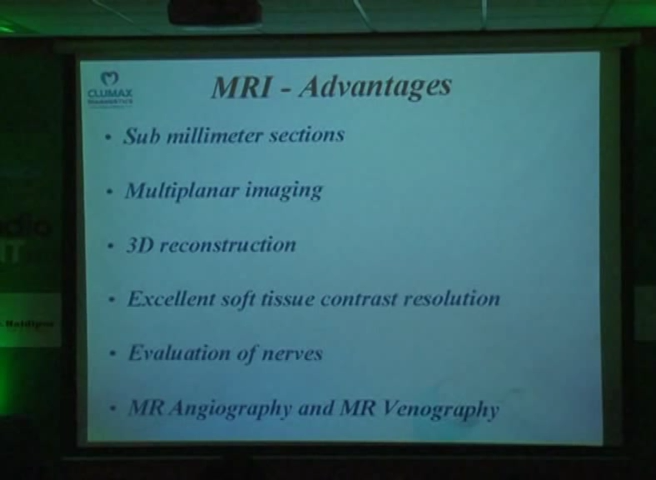 CLUMAX
DIAGNOSTICS
MRI - Advantages
• Sub millimeter sections
• Multiplanar imaging
• 3D reconstruction
• Excellent soft tissue contrast resolution
• Evaluation of nerves
• MR Angiography and MR Venography